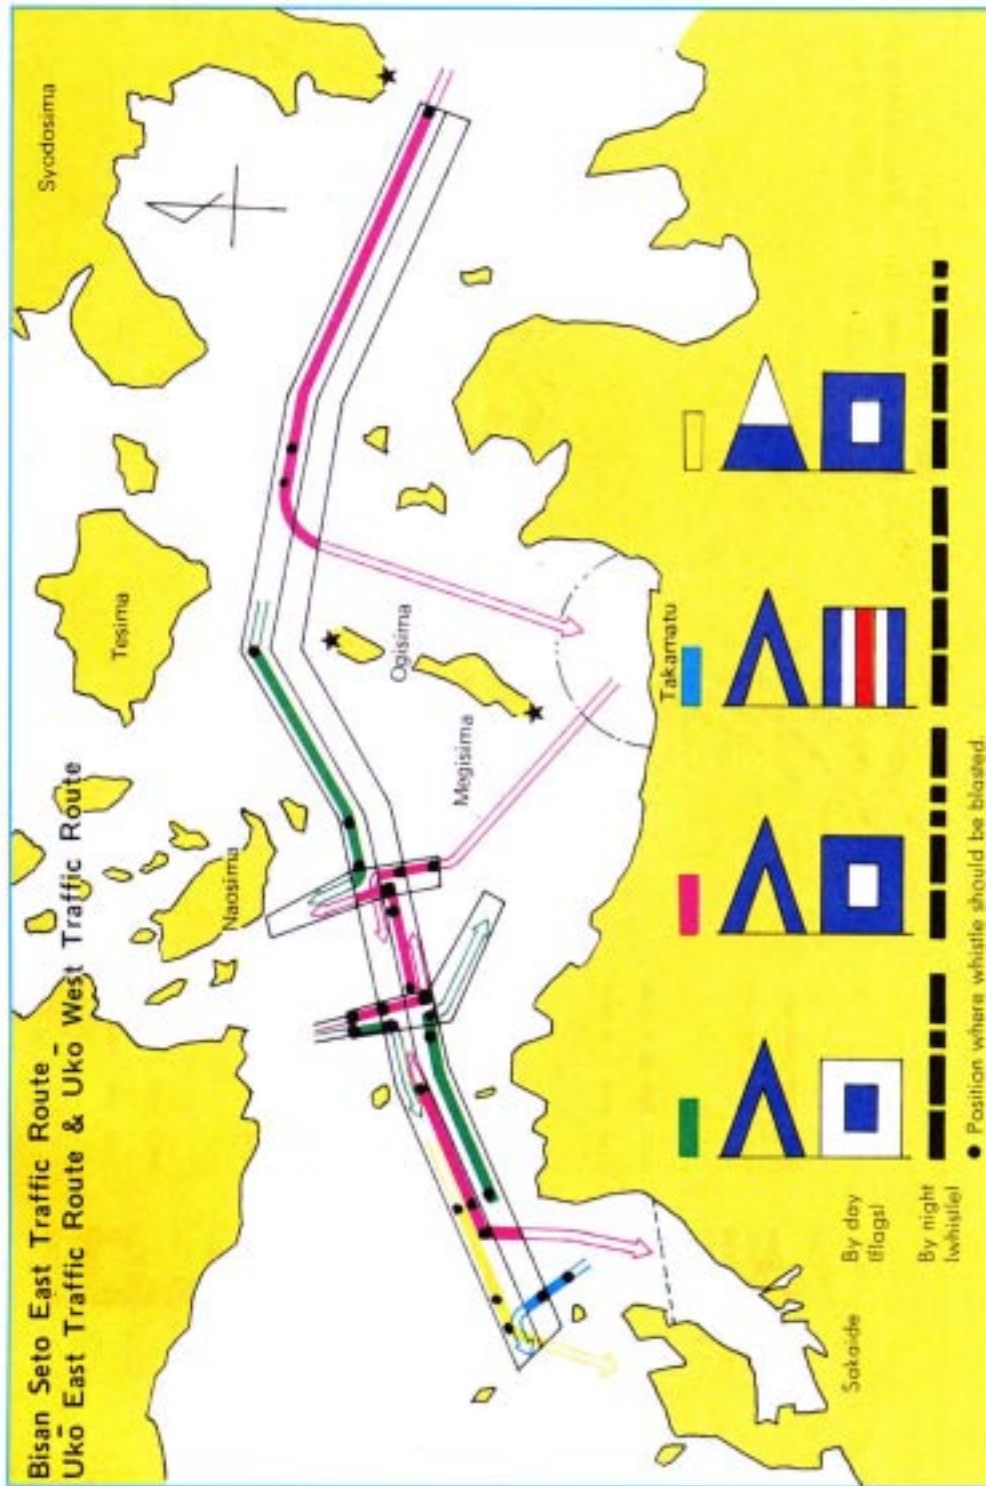 Bisan Seto East Traffic Route
Ukō East Traffic Route & Ukō West Traffic Route
Syodosima
Tesima
Naosima
Ogisima
Megisima
Takamatu
Sakaide
By day
(flags)
By night
(whistle)
● Position where whistle should be blasted.